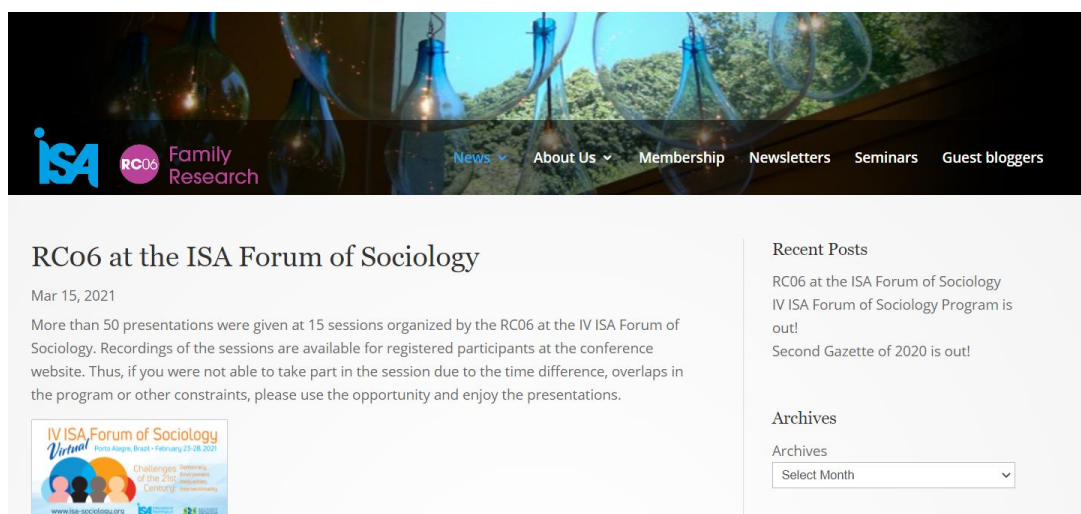 ISA
RC06 Family
Research
News
About Us
Membership
Newsletters
Seminars
Guest bloggers
RC06 at the ISA Forum of Sociology
Mar 15, 2021
More than 50 presentations were given at 15 sessions organized by the RC06 at the IV ISA Forum of
Sociology. Recordings of the sessions are available for registered participants at the conference
website. Thus, if you were not able to take part in the session due to the time difference, overlaps in
the program or other constraints, please use the opportunity and enjoy the presentations.
IV ISA Forum of Sociology
Virtual Porto Alegre, Brazil • February 23-28, 2021
Challenges
of the 21st
Century:
Democracy,
Environment,
Inequalities,
Intersectionality
www.isa-sociology.org
ISA
Recent Posts
RC06 at the ISA Forum of Sociology
IV ISA Forum of Sociology Program is
out!
Second Gazette of 2020 is out!
Archives
Archives
Select Month